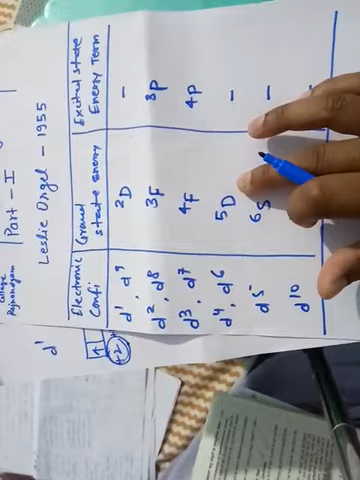 College
Part - I
Leslie Orgel - 1955
Electronic Confi Ground state energy Excited state Energy Term
d¹, d⁹ 2D -
d², d8 3F 3P
d³, d7 4F 4P
d⁴, d6 5D -
d5 6S -
d10 -
d¹
+2